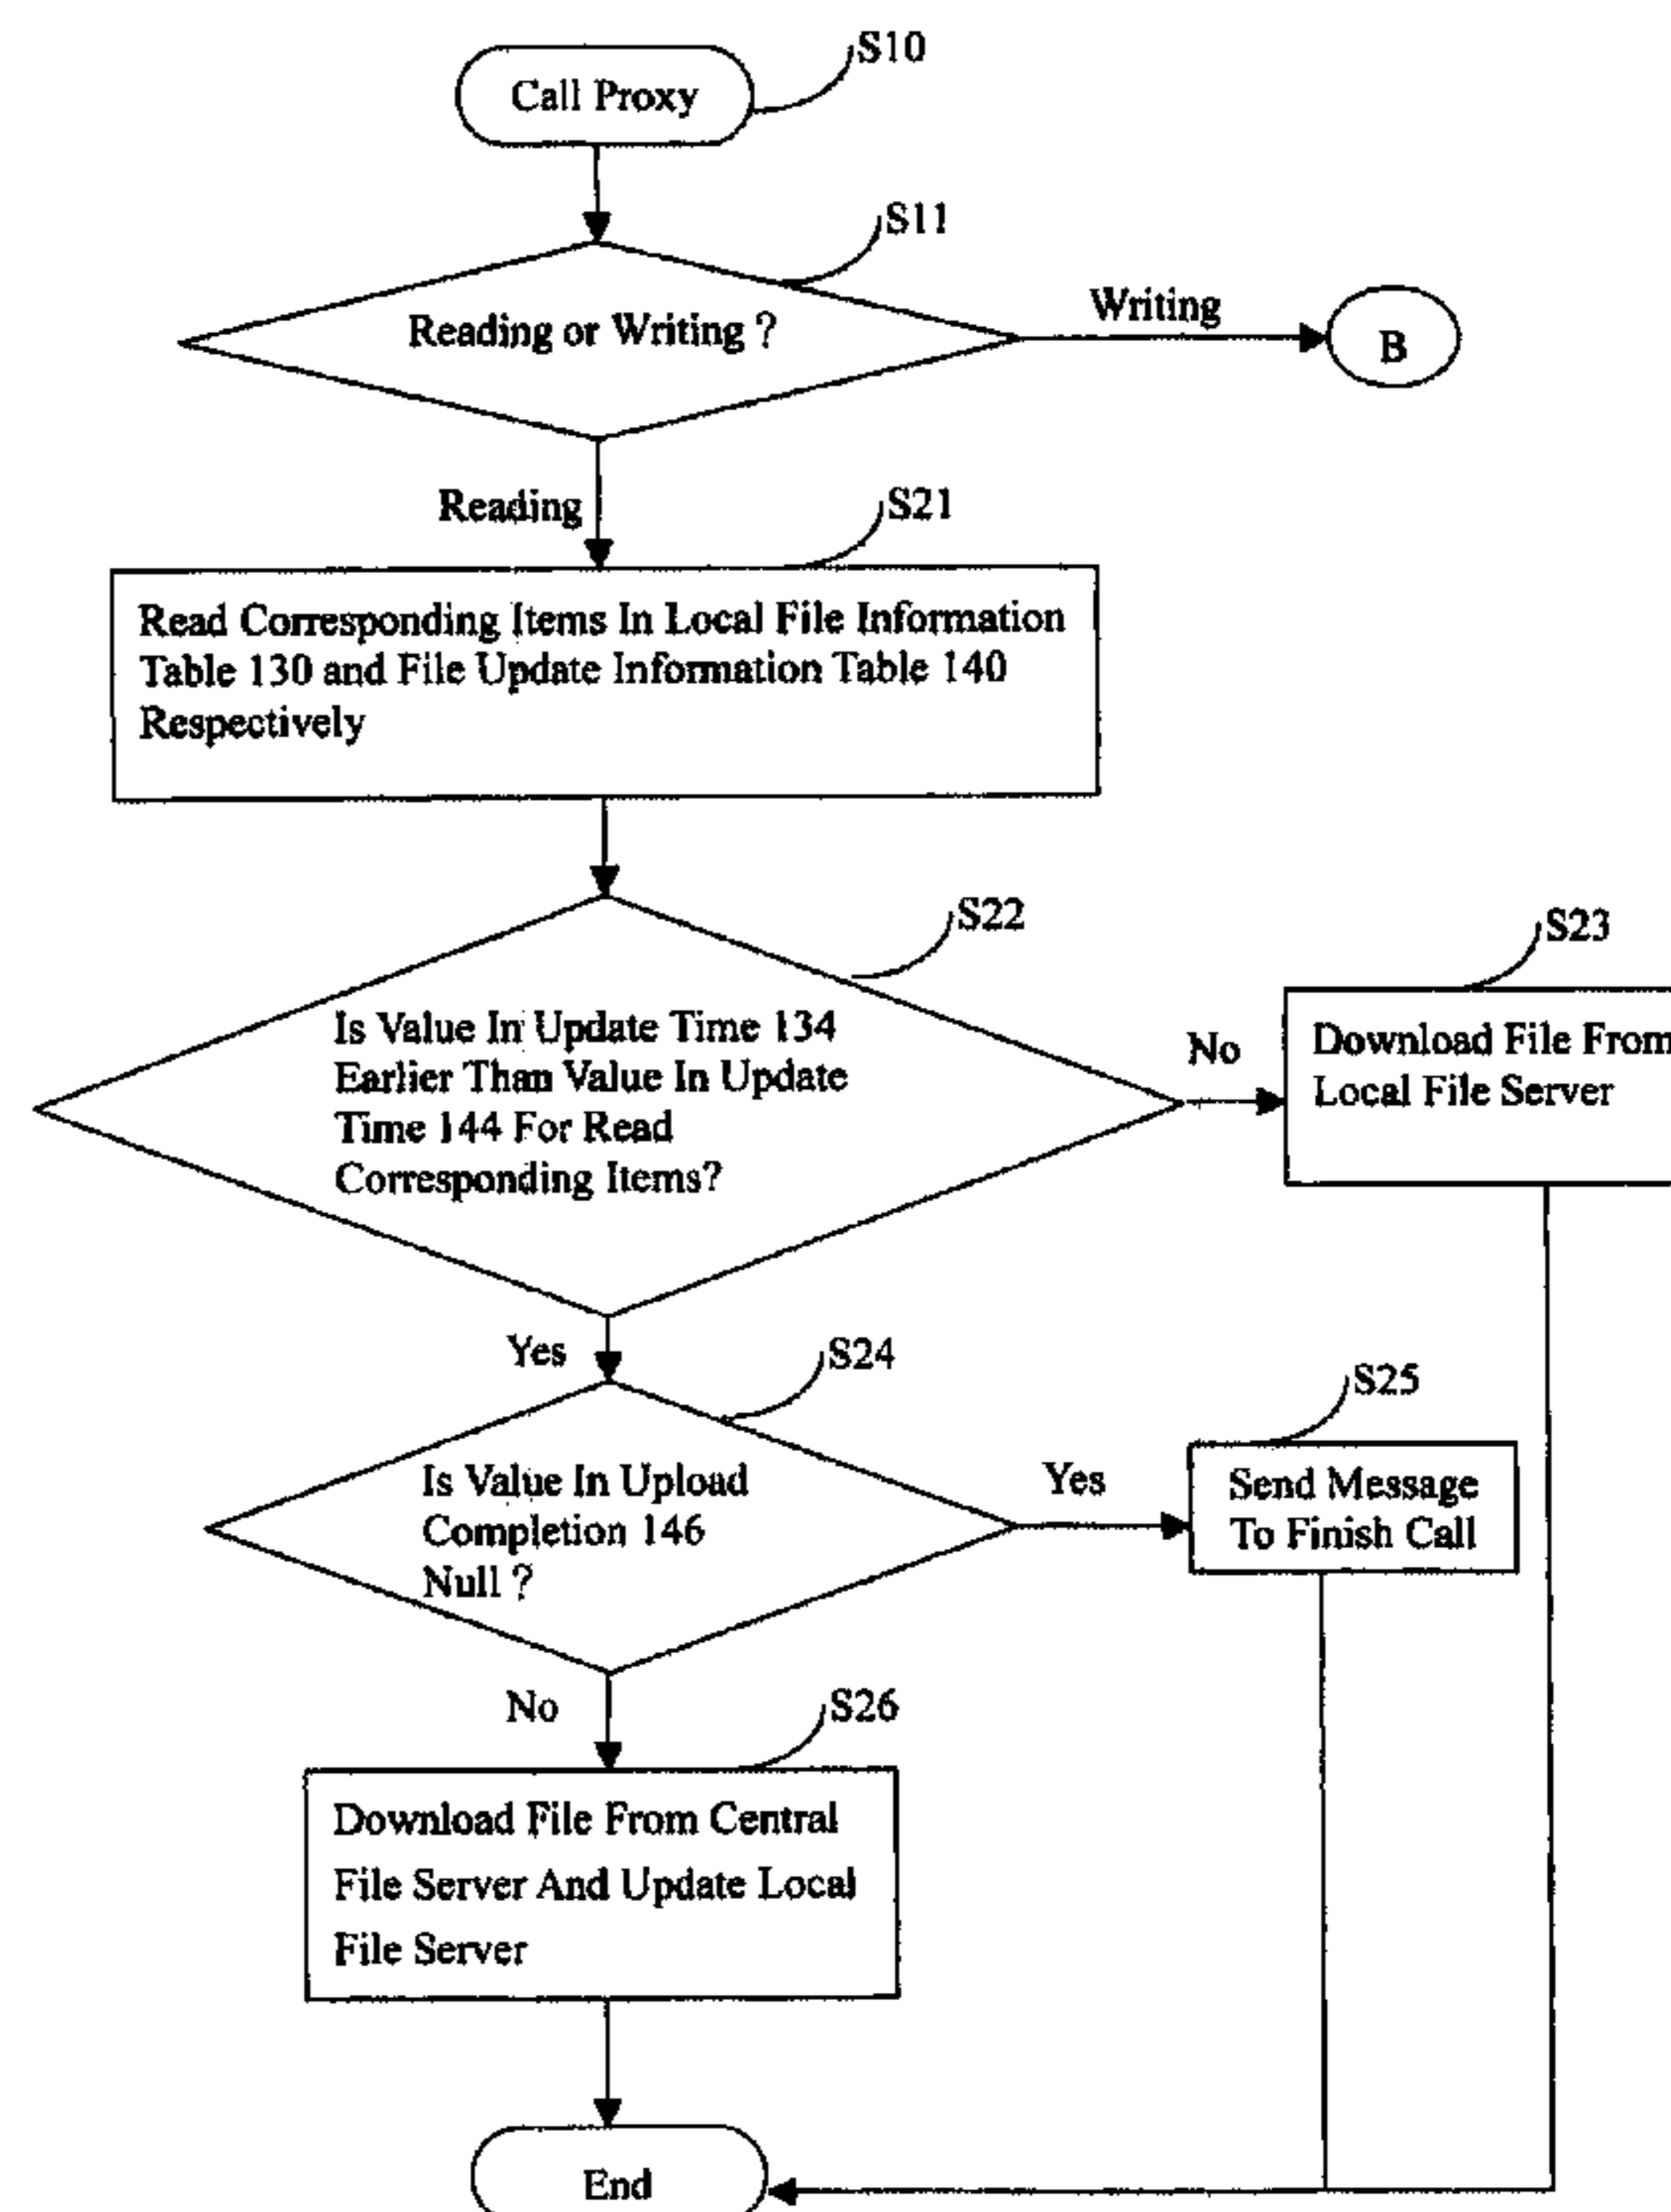 S10
Call Proxy
S11
Reading or Writing ?
Writing
B
Reading
S21
Read Corresponding Items In Local File Information
Table 130 and File Update Information Table 140
Respectively
S22
S23
Is Value In Update Time 134
Earlier Than Value In Update
Time 144 For Read
Corresponding Items?
No
Download File From
Local File Server
Yes
S24
S25
Is Value In Upload
Completion 146
Null ?
Yes
Send Message
To Finish Call
No
S26
Download File From Central
File Server And Update Local
File Server
End